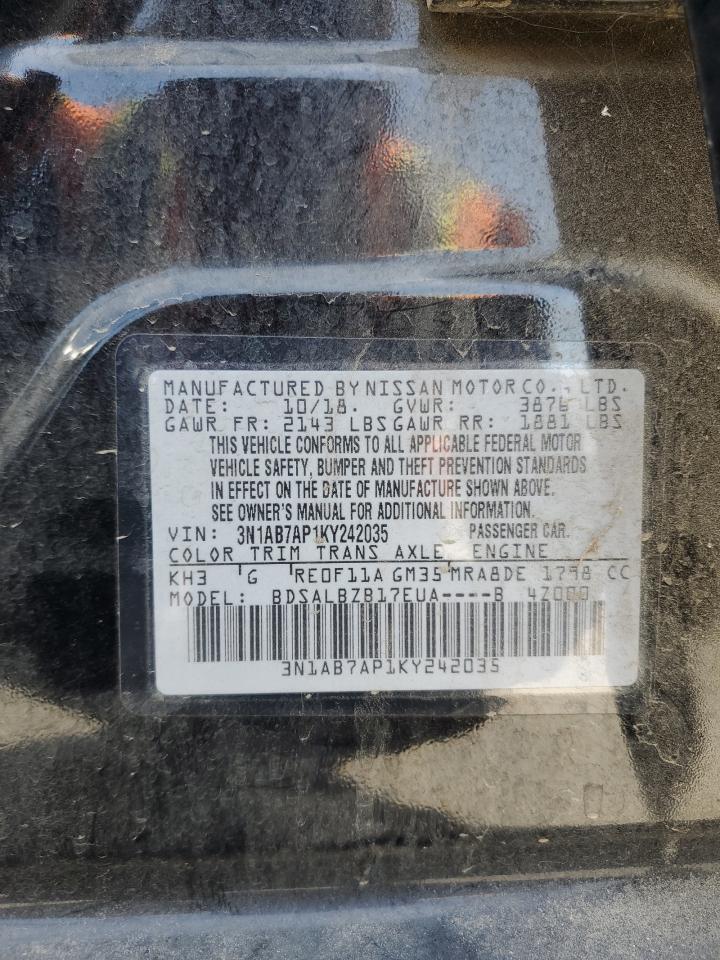 MANUFACTURED BY NISSAN MOTOR CO., LTD.
DATE: 10/18. GVWR: 3876 LBS
GAWR FR: 2143 LBS GAWR RR: 1881 LBS
THIS VEHICLE CONFORMS TO ALL APPLICABLE FEDERAL MOTOR
VEHICLE SAFETY, BUMPER AND THEFT PREVENTION STANDARDS
IN EFFECT ON THE DATE OF MANUFACTURE SHOWN ABOVE.
SEE OWNER'S MANUAL FOR ADDITIONAL INFORMATION.
VIN: 3N1AB7AP1KY242035 PASSENGER CAR.
COLOR TRIM TRANS AXLE ENGINE
KH3 G RE0F11A GM35 MRA8DE 1798 CC
MODEL: BDSALBZB17EUA----B 4Z000
3N1AB7AP1KY242035